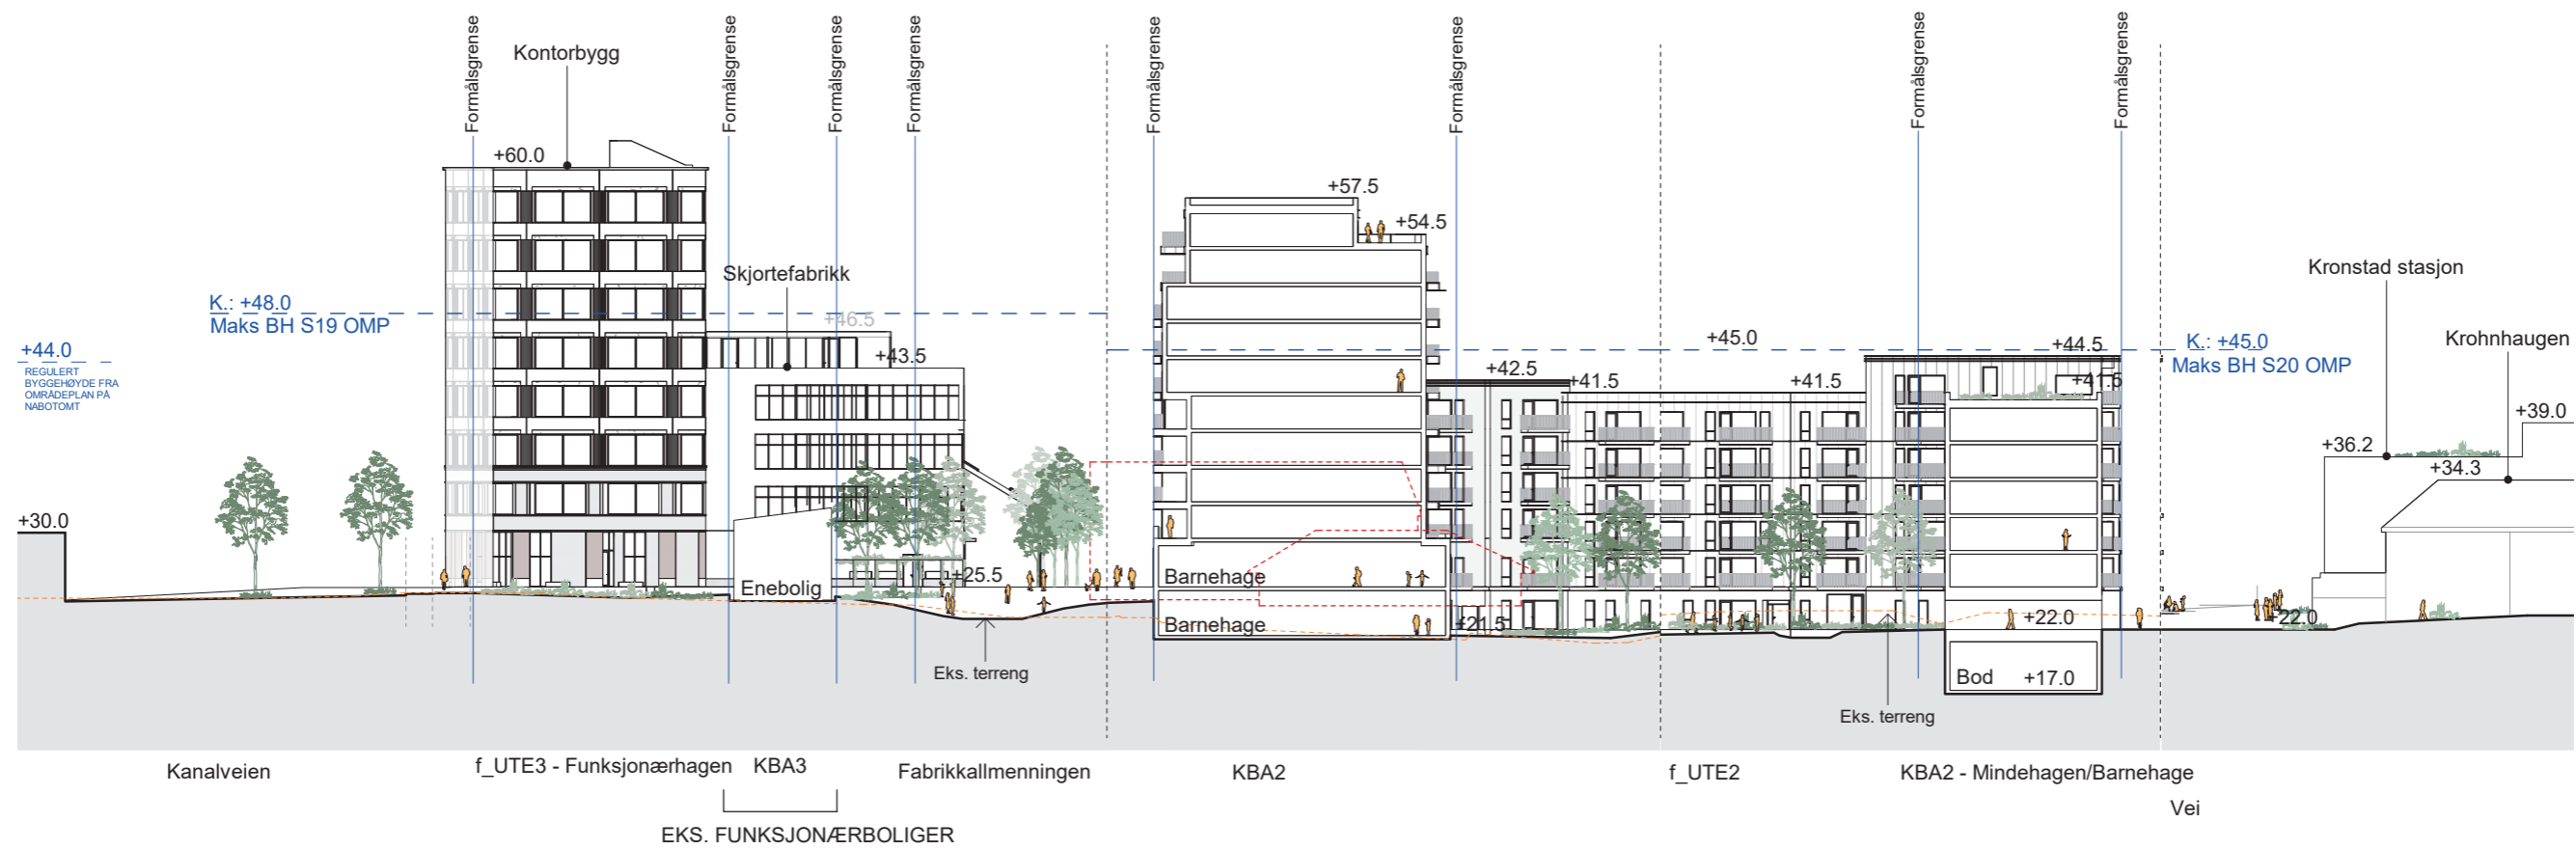 Formålsgrense
Formålsgrense
Formålsgrense
Formålsgrense
Formålsgrense
Formålsgrense
Formålsgrense
Formålsgrense
Kontorbygg
+60.0
+57.5
+54.5
Skjortefabrikk
Kronstad stasjon
K.: +48.0
Maks BH S19 OMP
+46.5
+43.5
+44.0
REGULERT
BYGGEHØYDE FRA
OMRÅDEPLAN PÅ
NABOTOMT
+45.0
+44.5
K.: +45.0
Maks BH S20 OMP
Krohnhaugen
+42.5
+41.5
+41.5
+41.5
+39.0
+36.2
+34.3
+30.0
+25.5
Enebolig
Barnehage
Barnehage
+21.5
+22.0
+22.0
Eks. terreng
Bod
+17.0
Eks. terreng
Kanalveien
f_UTE3 - Funksjonærhagen
KBA3
Fabrikkallmenningen
KBA2
f_UTE2
KBA2 - Mindehagen/Barnehage
Vei
EKS. FUNKSJONÆRBOLIGER